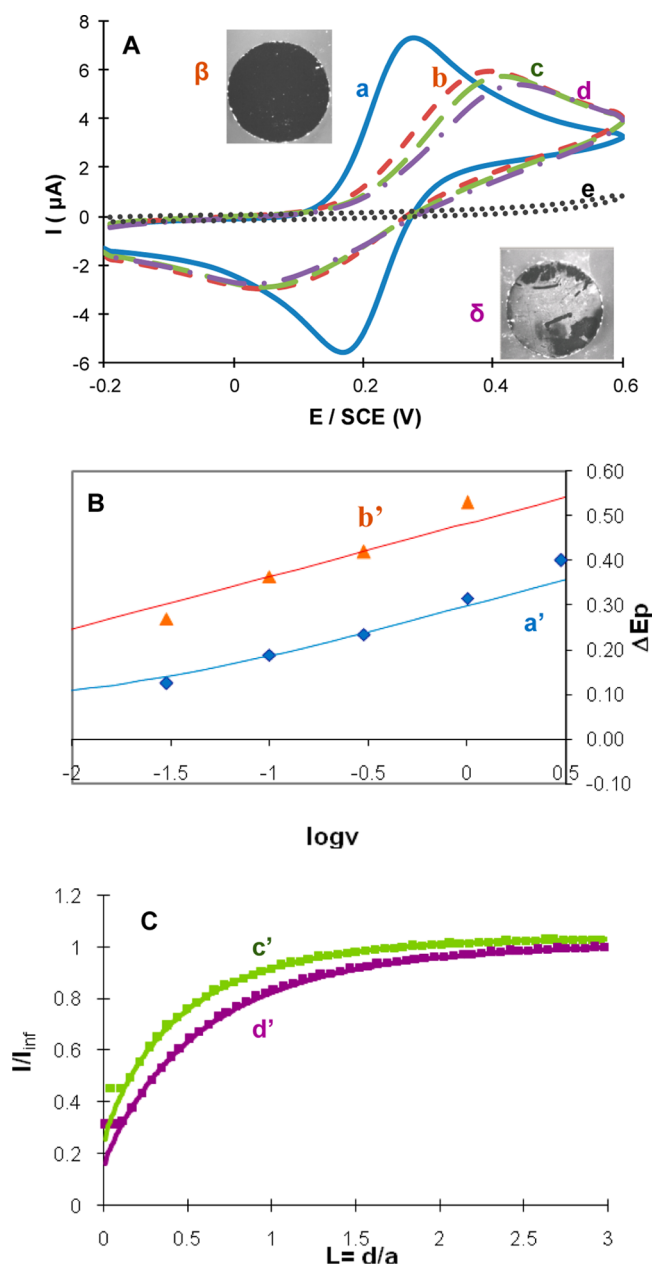 8
A
β
a
b
c
d
6
4
2
e
0
I ( µA)
-2
δ
-4
-6
-0.2
0
0.2
0.4
0.6
E / SCE (V)
B
0.60
b’
0.50
0.40
a’
0.30
ΔEp
0.20
0.10
0.00
-2
-1.5
-1
-0.5
0
0.5
-0.10
logv
1.2
C
c’
1
0.8
d’
I/Iinf
0.6
0.4
0.2
0
0
0.5
1
1.5
2
2.5
3
L= d/a